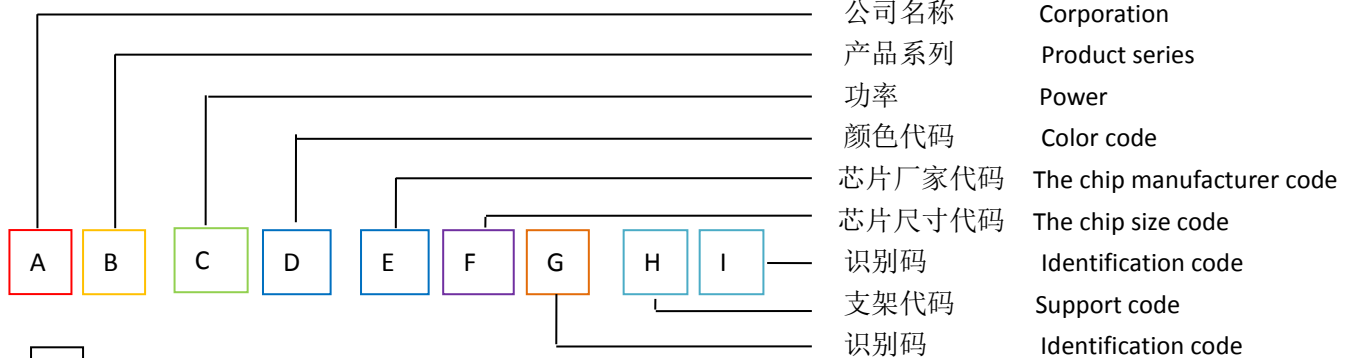 公司名称 Corporation
产品系列 Product series
功率 Power
颜色代码 Color code
芯片厂家代码 The chip manufacturer code
芯片尺寸代码 The chip size code
A B C D E F G H I 识别码 Identification code
支架代码 Support code
识别码 Identification code